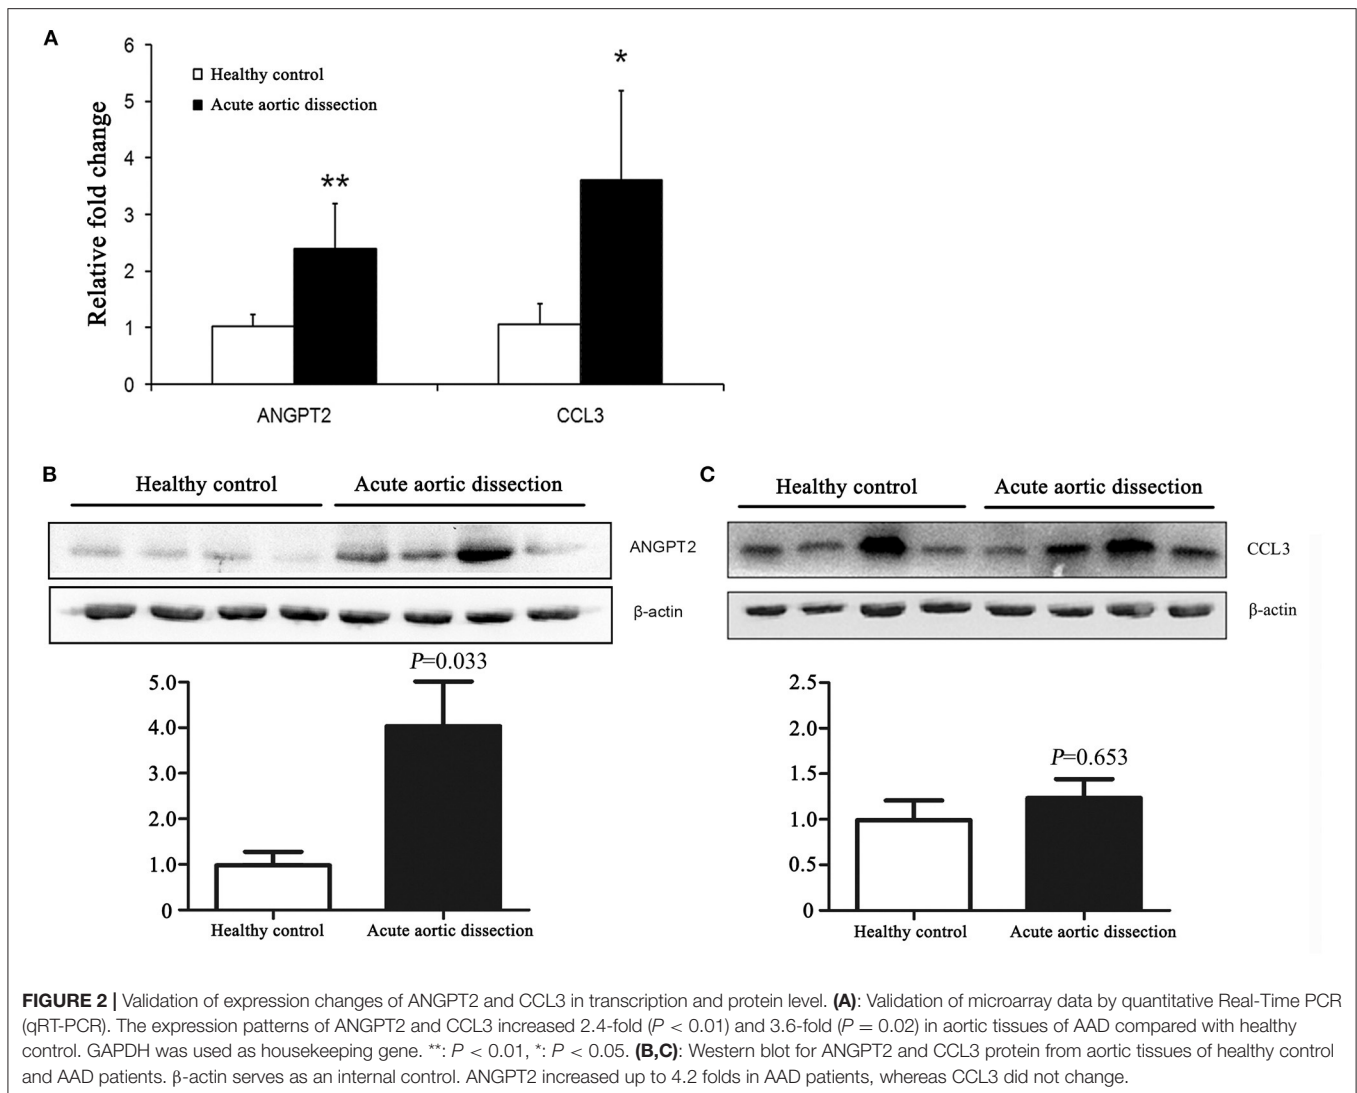 A
6
5
4
3
2
1
0
Relative fold change
Healthy control
Acute aortic dissection
**
*
ANGPT2
CCL3
B
Healthy control
Acute aortic dissection
ANGPT2
β-actin
P=0.033
5.0
4.0
3.0
2.0
1.0
0
Healthy control
Acute aortic dissection
C
Healthy control
Acute aortic dissection
CCL3
β-actin
2.5
2.0
1.5
1.0
0.5
0
P=0.653
Healthy control
Acute aortic dissection
FIGURE 2 | Validation of expression changes of ANGPT2 and CCL3 in transcription and protein level. (A): Validation of microarray data by quantitative Real-Time PCR
(qRT-PCR). The expression patterns of ANGPT2 and CCL3 increased 2.4-fold (P < 0.01) and 3.6-fold (P = 0.02) in aortic tissues of AAD compared with healthy
control. GAPDH was used as housekeeping gene. **: P < 0.01, *: P < 0.05. (B,C): Western blot for ANGPT2 and CCL3 protein from aortic tissues of healthy control
and AAD patients. β-actin serves as an internal control. ANGPT2 increased up to 4.2 folds in AAD patients, whereas CCL3 did not change.